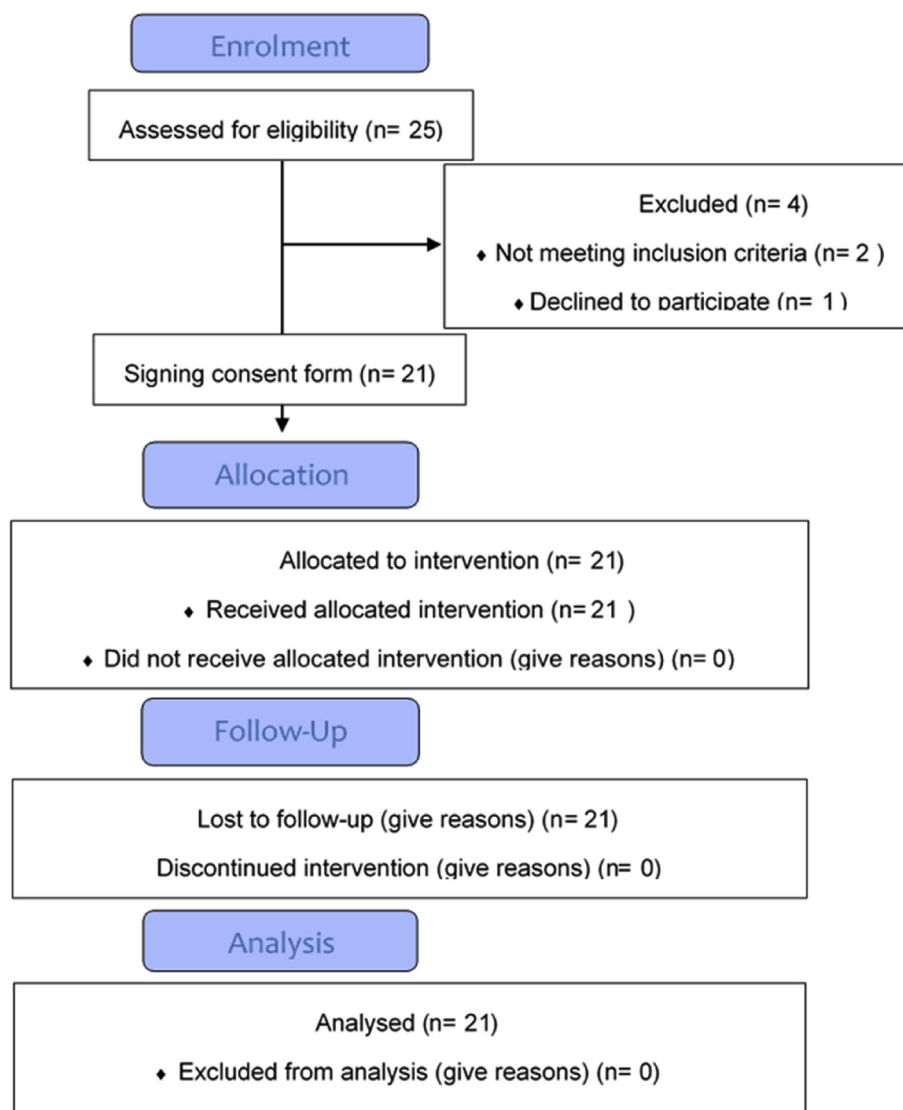 Enrolment
Assessed for eligibility (n= 25)
Excluded (n= 4)
♦ Not meeting inclusion criteria (n= 2 )
♦ Declined to participate (n= 1 )
Signing consent form (n= 21)
Allocation
Allocated to intervention (n= 21)
♦ Received allocated intervention (n= 21 )
♦ Did not receive allocated intervention (give reasons) (n= 0)
Follow-Up
Lost to follow-up (give reasons) (n= 21)
Discontinued intervention (give reasons) (n= 0)
Analysis
Analysed (n= 21)
♦ Excluded from analysis (give reasons) (n= 0)